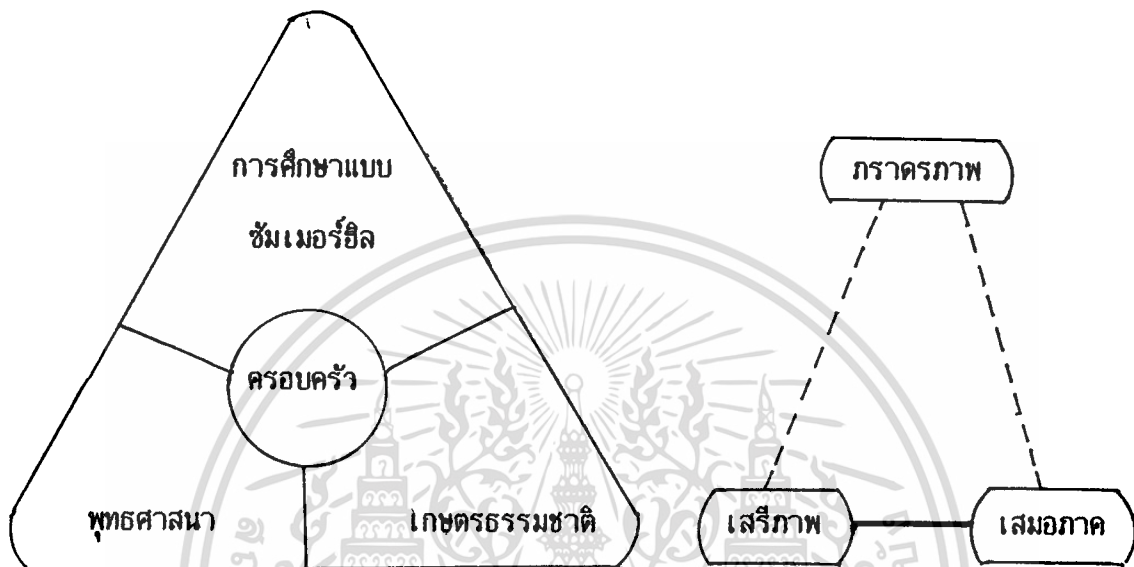 การศึกษาแบบ
ซัมเมอร์ฮิล
ครอบครัว
พุทธศาสนา
เกษตรธรรมชาติ
ภราดรภาพ
เสรีภาพ
เสมอภาค